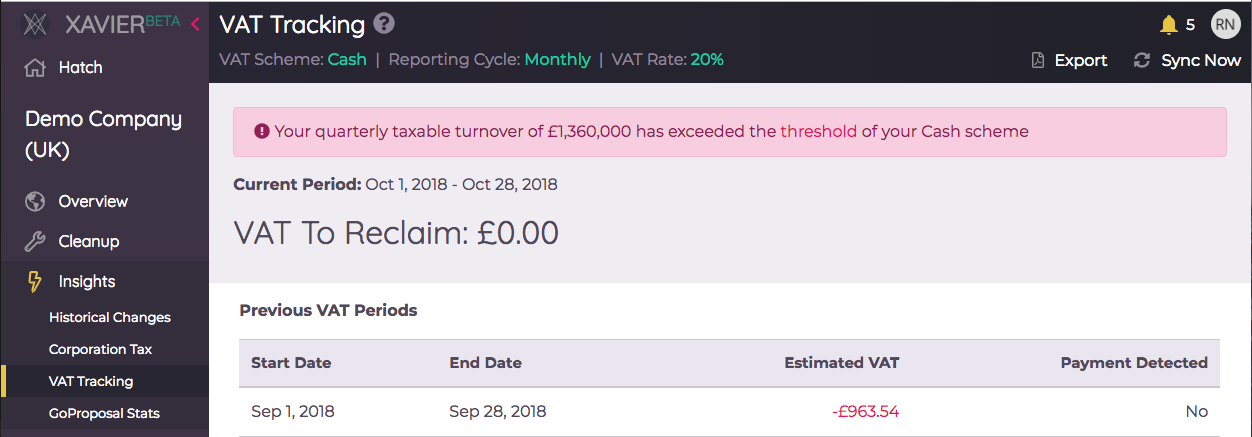 XAVIER BETA
Hatch
Demo Company
(UK)
Overview
Cleanup
Insights
Historical Changes
Corporation Tax
VAT Tracking
GoProposal Stats
VAT Tracking ?
5 RN
VAT Scheme: Cash | Reporting Cycle: Monthly | VAT Rate: 20%
Export Sync Now
Your quarterly taxable turnover of £1,360,000 has exceeded the threshold of your Cash scheme
Current Period: Oct 1, 2018 - Oct 28, 2018
VAT To Reclaim: £0.00
Previous VAT Periods
Start Date End Date Estimated VAT Payment Detected
Sep 1, 2018 Sep 28, 2018 -£963.54 No